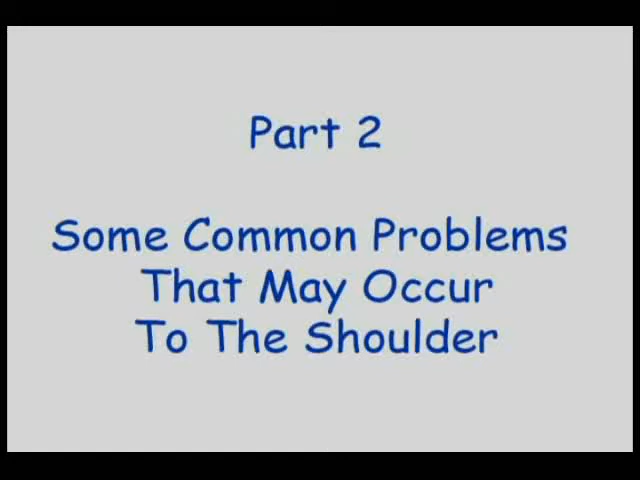 Part 2
Some Common Problems
That May Occur
To The Shoulder